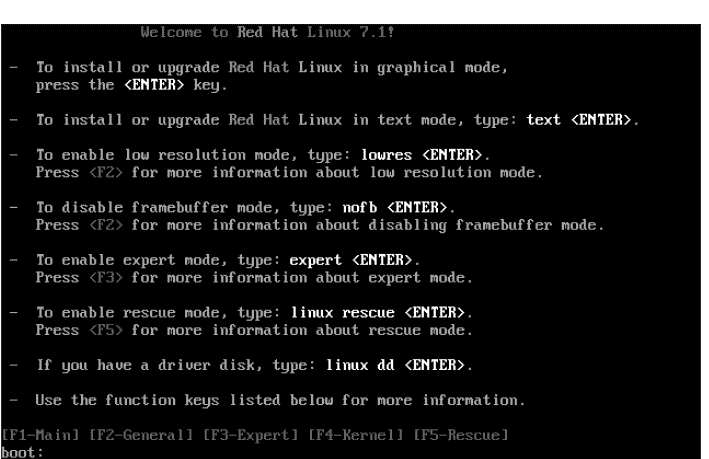 Welcome to Red Hat Linux 7.1!
- To install or upgrade Red Hat Linux in graphical mode,
press the <ENTER> key.
- To install or upgrade Red Hat Linux in text mode, type: text <ENTER>.
- To enable low resolution mode, type: lowres <ENTER>.
Press <F2> for more information about low resolution mode.
- To disable framebuffer mode, type: nofb <ENTER>.
Press <F2> for more information about disabling framebuffer mode.
- To enable expert mode, type: expert <ENTER>.
Press <F3> for more information about expert mode.
- To enable rescue mode, type: linux rescue <ENTER>.
Press <F5> for more information about rescue mode.
- If you have a driver disk, type: linux dd <ENTER>.
- Use the function keys listed below for more information.
[F1-Main] [F2-General] [F3-Expert] [F4-Kernel] [F5-Rescue]
boot: